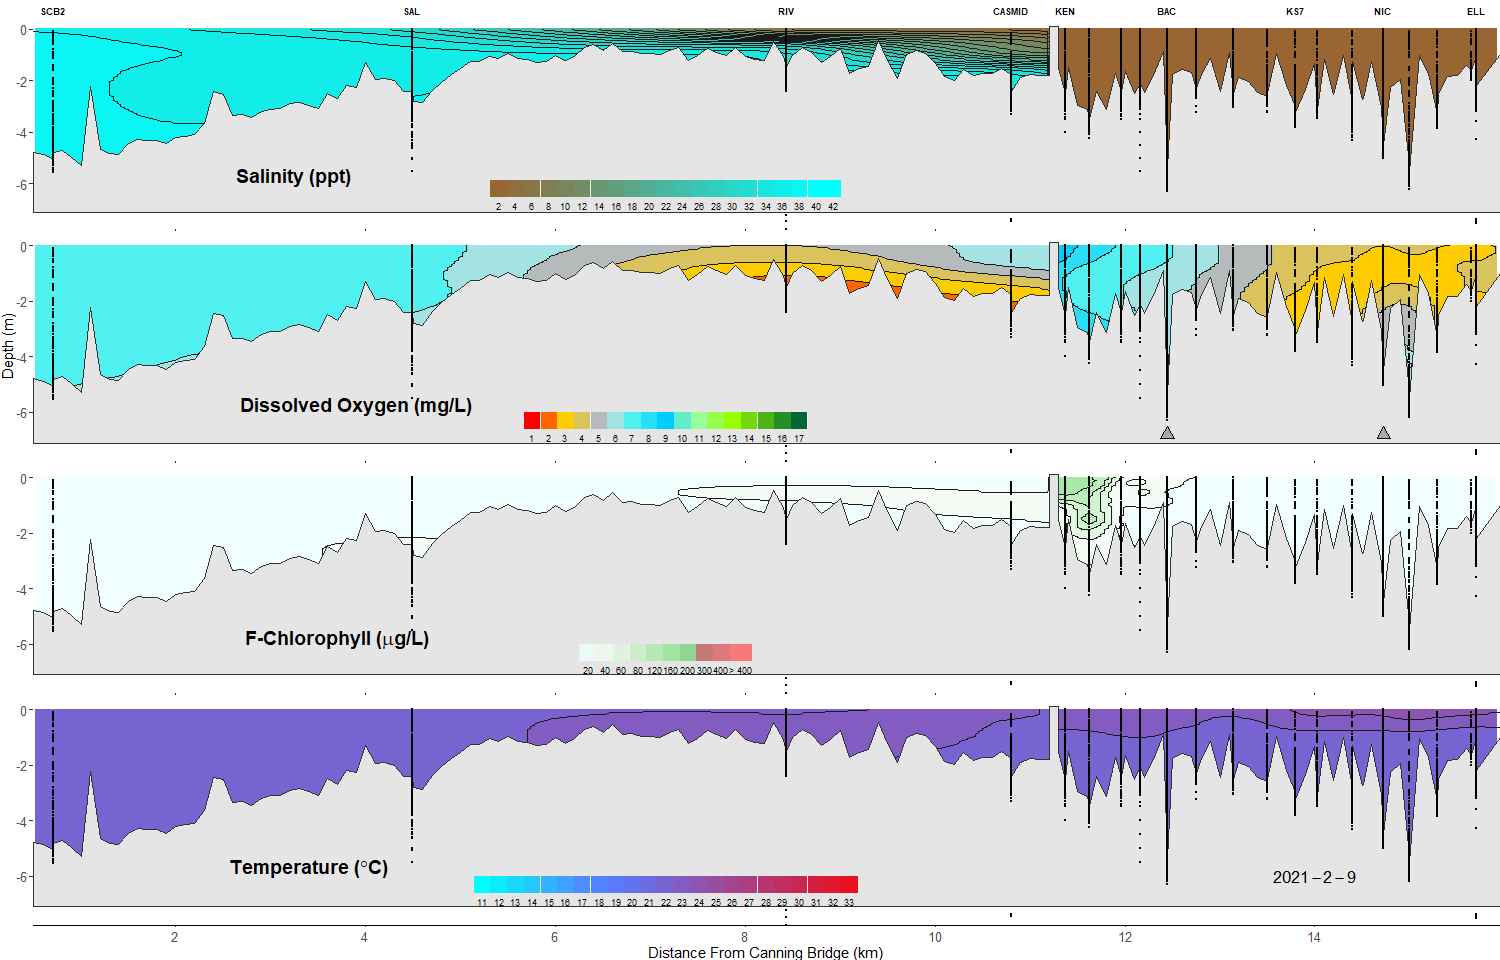 SCB2 SAL RIV CASMID KEN BAC KS7 NIC ELL
0
-2
-4
-6
Salinity (ppt)
2 4 6 8 10 12 14 16 18 20 22 24 26 28 30 32 34 36 38 40 42
0
-2
-4
-6
Depth (m)
Dissolved Oxygen (mg/L)
1 2 3 4 5 6 7 8 9 10 11 12 13 14 15 16 17
0
-2
-4
-6
F-Chlorophyll (µg/L)
20 40 60 80 120 160 200 300 400 > 400
0
-2
-4
-6
Temperature (°C)
2021-2-9
11 12 13 14 15 16 17 18 19 20 21 22 23 24 25 26 27 28 29 30 31 32 33
2 4 6 8 10 12 14
Distance From Canning Bridge (km)